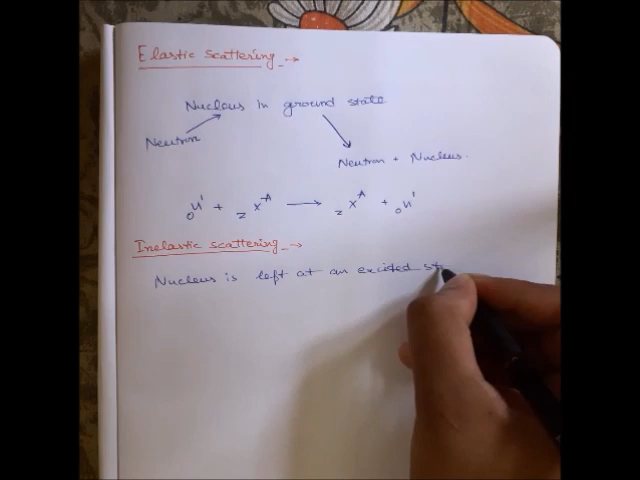 Elastic scattering →
Nucleus in ground state
Neutron
Neutron + Nucleus.
₀n¹ + zXᴬ → zXᴬ + ₀n¹
Inelastic scattering →
Nucleus is left at an excited st